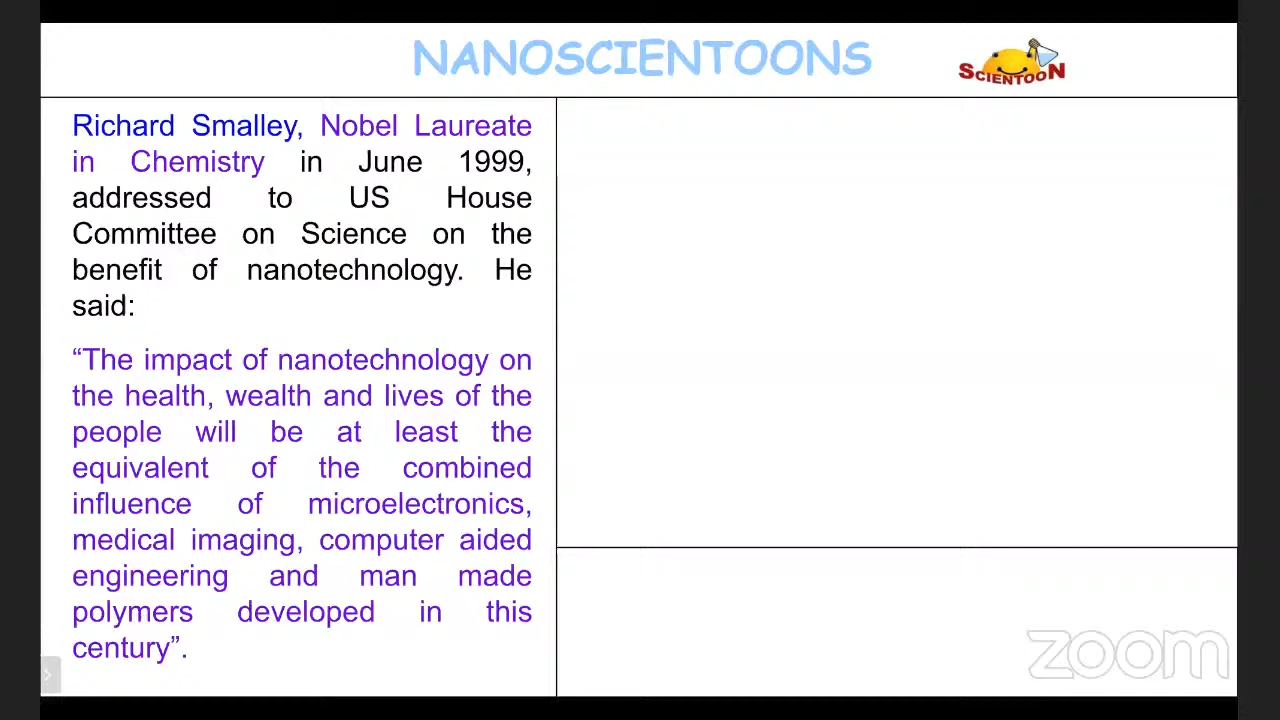 NANOSCIENTOONS
SCIENTOON
Richard Smalley, Nobel Laureate
in Chemistry in June 1999,
addressed to US House
Committee on Science on the
benefit of nanotechnology. He
said:
“The impact of nanotechnology on
the health, wealth and lives of the
people will be at least the
equivalent of the combined
influence of microelectronics,
medical imaging, computer aided
engineering and man made
polymers developed in this
century”.
zoom